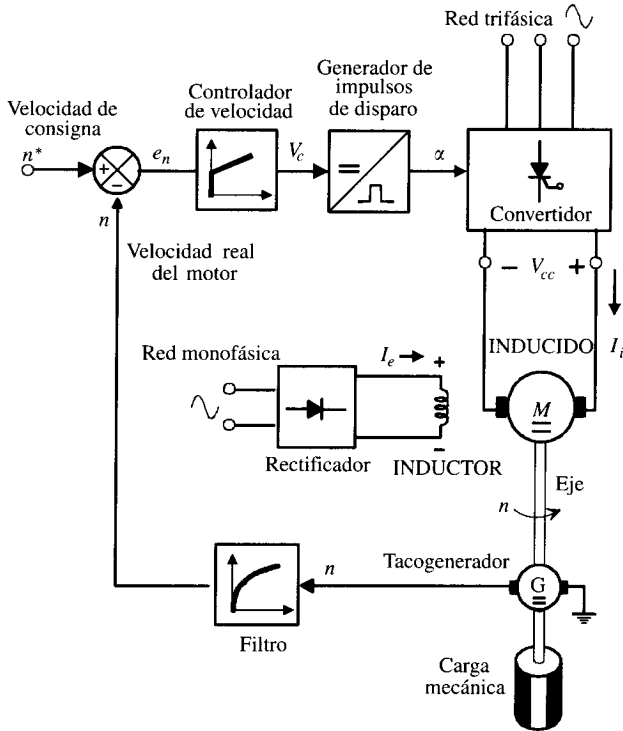 Red trifásica
Generador de
impulsos
de disparo
Controlador
de velocidad
Velocidad de
consigna
n*
+
−
e_n
V_c
α
Convertidor
n
− V_cc +
Velocidad real
del motor
INDUCIDO
I_i
Red monofásica
I_e
+
M
Rectificador
−
INDUCTOR
Eje
n
Tacogenerador
n
G
Filtro
Carga
mecánica